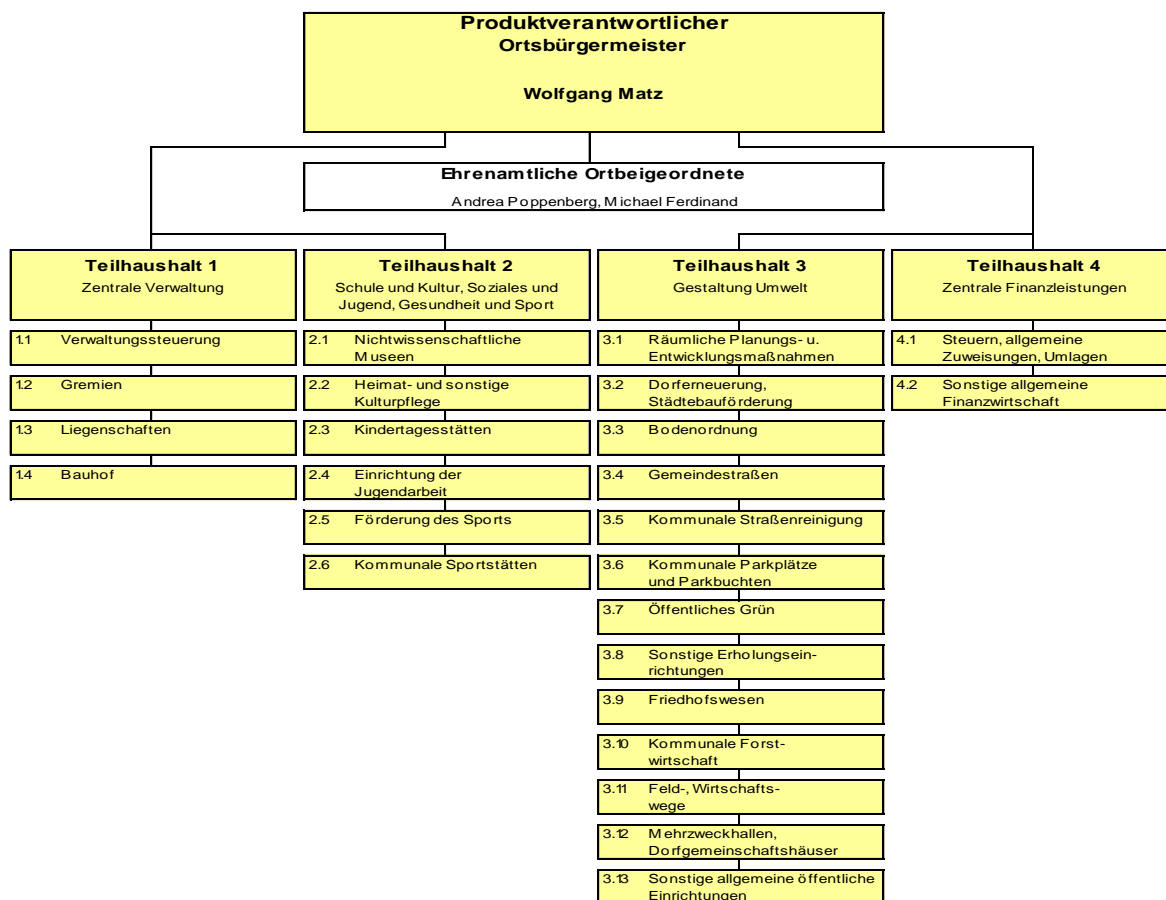 Produktverantwortlicher
Ortsbürgermeister
Wolfgang Matz
Ehrenamtliche Ortbeigeordnete
Andrea Poppenberg, Michael Ferdinand
Teilhaushalt 1
Zentrale Verwaltung
1.1 Verwaltungssteuerung
1.2 Gremien
1.3 Liegenschaften
1.4 Bauhof
Teilhaushalt 2
Schule und Kultur, Soziales und
Jugend, Gesundheit und Sport
2.1 Nichtwissenschaftliche
Museen
2.2 Heimat- und sonstige
Kulturpflege
2.3 Kindertagesstätten
2.4 Einrichtung der
Jugendarbeit
2.5 Förderung des Sports
2.6 Kommunale Sportstätten
Teilhaushalt 3
Gestaltung Umwelt
3.1 Räumliche Planungs- u.
Entwicklungsmaßnahmen
3.2 Dorferneuerung,
Städtebauförderung
3.3 Bodenordnung
3.4 Gemeindestraßen
3.5 Kommunale Straßenreinigung
3.6 Kommunale Parkplätze
und Parkbuchten
3.7 Öffentliches Grün
3.8 Sonstige Erholungsein-
richtungen
3.9 Friedhofswesen
3.10 Kommunale Forst-
wirtschaft
3.11 Feld-, Wirtschafts-
wege
3.12 Mehrzweckhallen,
Dorfgemeinschaftshäuser
3.13 Sonstige allgemeine öffentliche
Einrichtungen
Teilhaushalt 4
Zentrale Finanzleistungen
4.1 Steuern, allgemeine
Zuweisungen, Umlagen
4.2 Sonstige allgemeine
Finanzwirtschaft